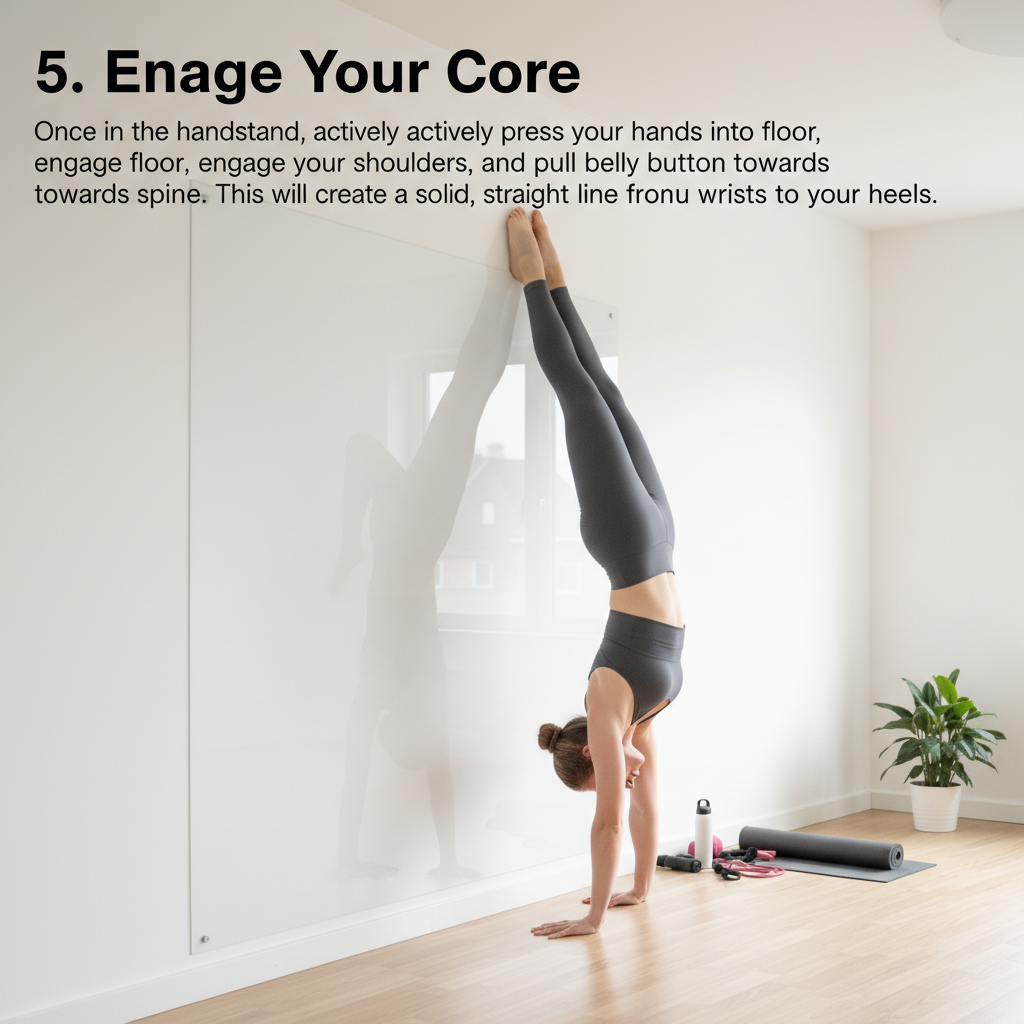 5. Enage Your Core
Once in the handstand, actively actively press your hands into floor,
engage floor, engage your shoulders, and pull belly button towards
towards spine. This will create a solid, straight line fronu wrists to your heels.